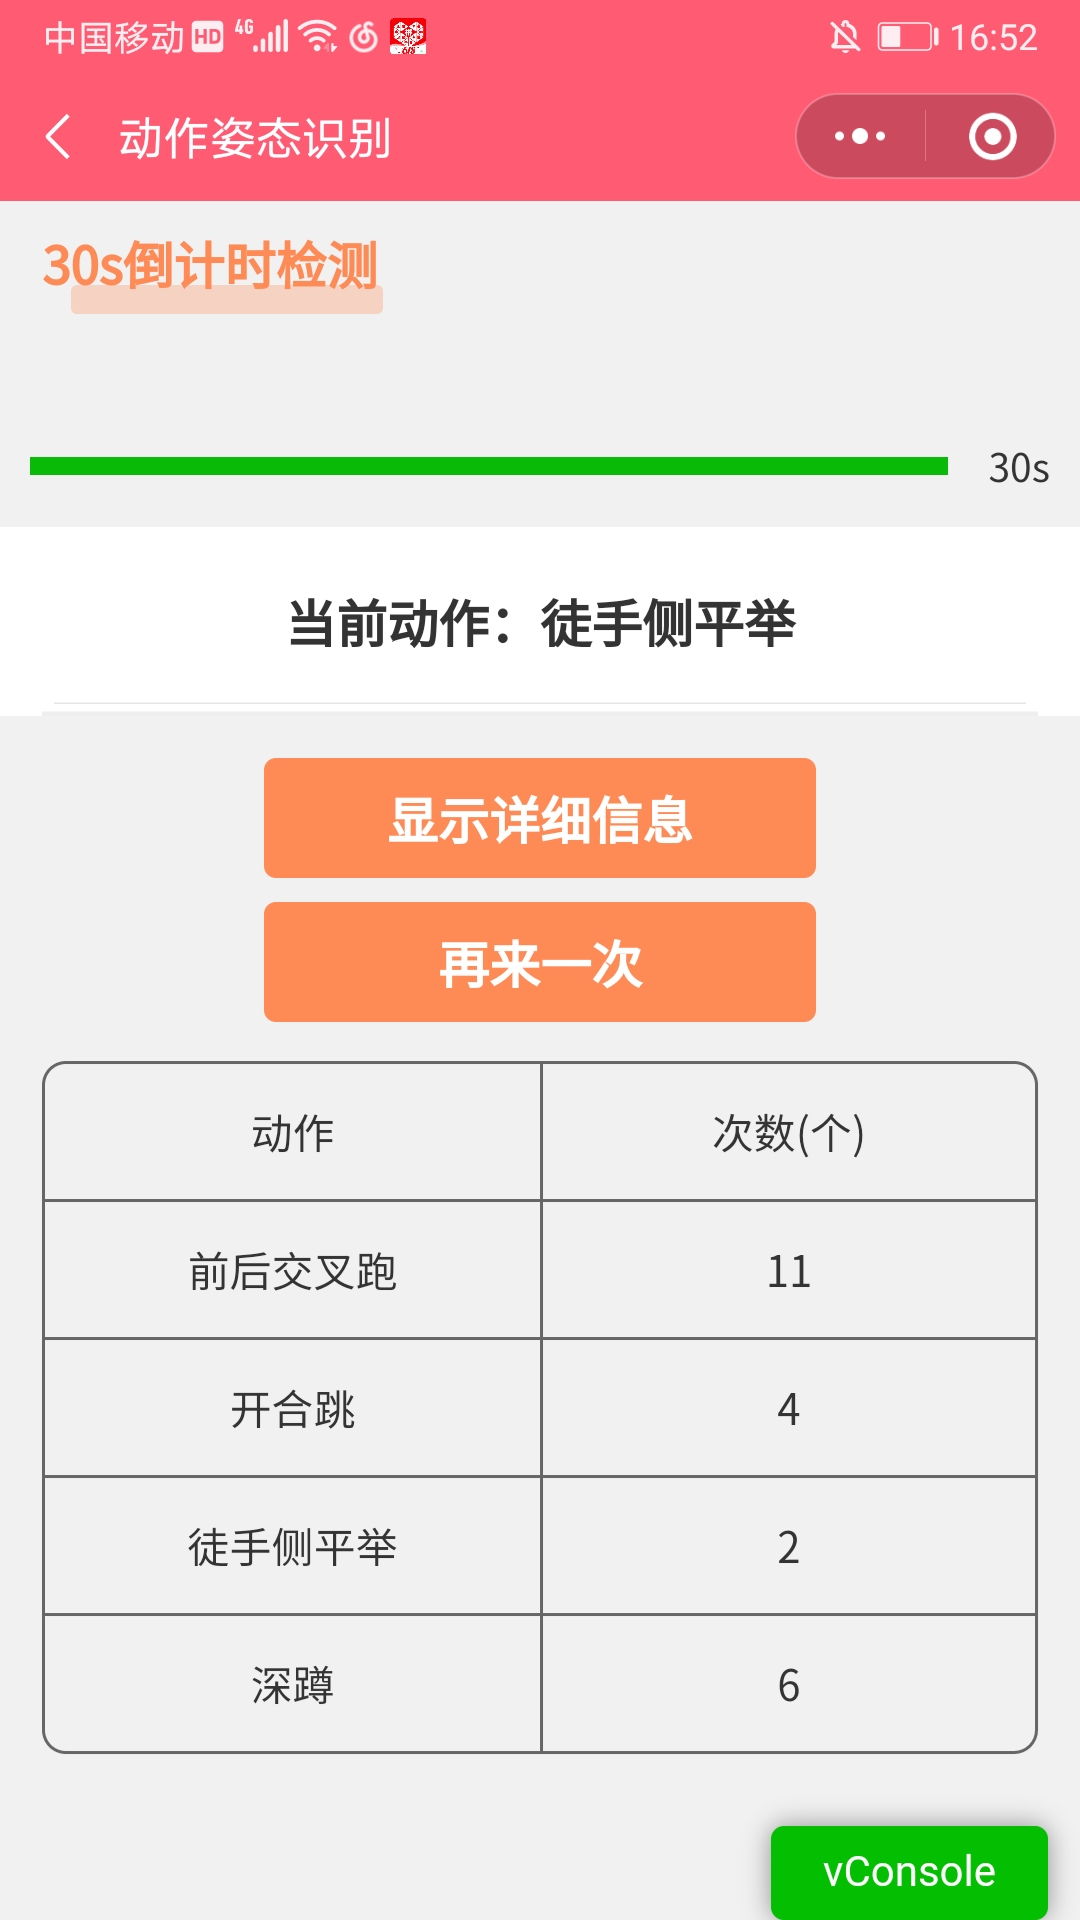 中国移动 HD 4G 16:52
动作姿态识别
30s倒计时检测
30s
当前动作：徒手侧平举
显示详细信息
再来一次
动作 次数(个)
前后交叉跑 11
开合跳 4
徒手侧平举 2
深蹲 6
vConsole